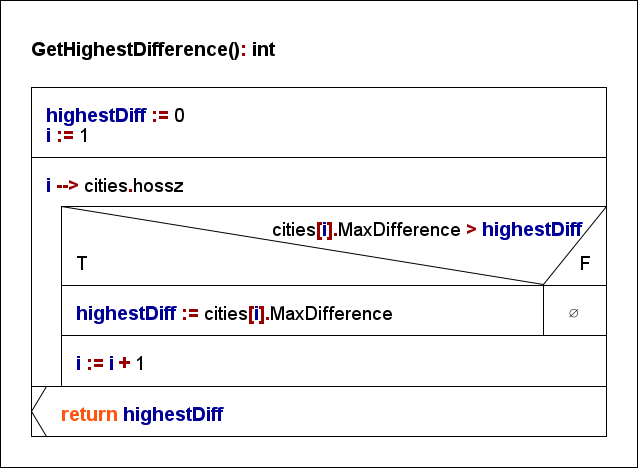 GetHighestDifference(): int
highestDiff := 0
i := 1
i --> cities.hossz
cities[i].MaxDifference > highestDiff
T
F
highestDiff := cities[i].MaxDifference
∅
i := i + 1
return highestDiff